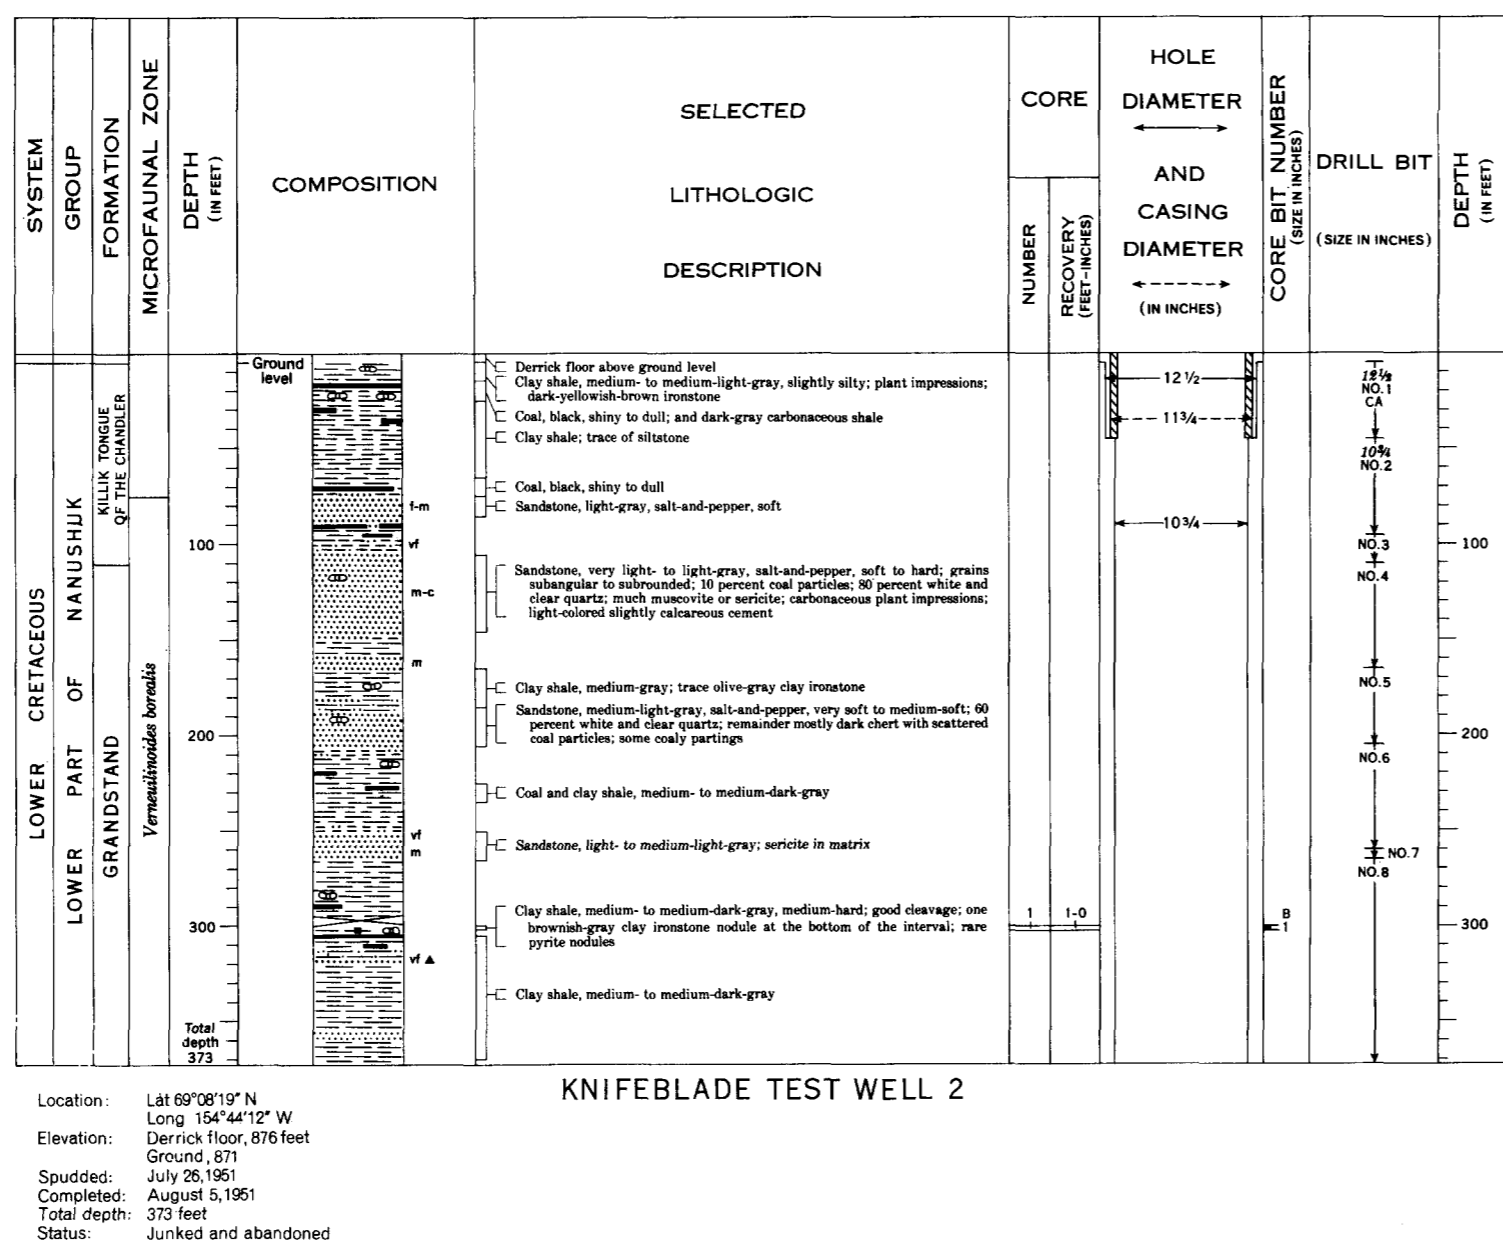 SYSTEM
GROUP
FORMATION
MICROFAUNAL ZONE
DEPTH
(IN FEET)
COMPOSITION
SELECTED
LITHOLOGIC
DESCRIPTION
CORE
NUMBER
RECOVERY
(FEET-INCHES)
HOLE
DIAMETER
AND
CASING
DIAMETER
(IN INCHES)
CORE BIT NUMBER
(SIZE IN INCHES)
DRILL BIT
(SIZE IN INCHES)
DEPTH
(IN FEET)
LOWER CRETACEOUS
LOWER PART OF NANUSHUK
KILLIK TONGUE
OF THE CHANDLER
GRANDSTAND
Verneuilinoides borealis
Ground
level
100
200
300
Total
depth
373
f-m
vf
m-c
m
vf
m
vf
Derrick floor above ground level
Clay shale, medium- to medium-light-gray, slightly silty; plant impressions;
dark-yellowish-brown ironstone
Coal, black, shiny to dull; and dark-gray carbonaceous shale
Clay shale; trace of siltstone
Coal, black, shiny to dull
Sandstone, light-gray, salt-and-pepper, soft
Sandstone, very light- to light-gray, salt-and-pepper, soft to hard; grains
subangular to subrounded; 10 percent coal particles; 80 percent white and
clear quartz; much muscovite or sericite; carbonaceous plant impressions;
light-colored slightly calcareous cement
Clay shale, medium-gray; trace olive-gray clay ironstone
Sandstone, medium-light-gray, salt-and-pepper, very soft to medium-soft; 60
percent white and clear quartz; remainder mostly dark chert with scattered
coal particles; some coaly partings
Coal and clay shale, medium- to medium-dark-gray
Sandstone, light- to medium-light-gray; sericite in matrix
Clay shale, medium- to medium-dark-gray, medium-hard; good cleavage; one
brownish-gray clay ironstone nodule at the bottom of the interval; rare
pyrite nodules
Clay shale, medium- to medium-dark-gray
1
1-0
12 1/2
11 3/4
10 3/4
B
1
12 1/2
NO.1
CA
NO.2
NO.3
NO.4
NO.5
NO.6
NO.7
NO.8
100
200
300
KNIFEBLADE TEST WELL 2
Location: Lat 69°08'19" N
Long 154°44'12" W
Elevation: Derrick floor, 876 feet
Ground, 871
Spudded: July 26, 1951
Completed: August 5, 1951
Total depth: 373 feet
Status: Junked and abandoned